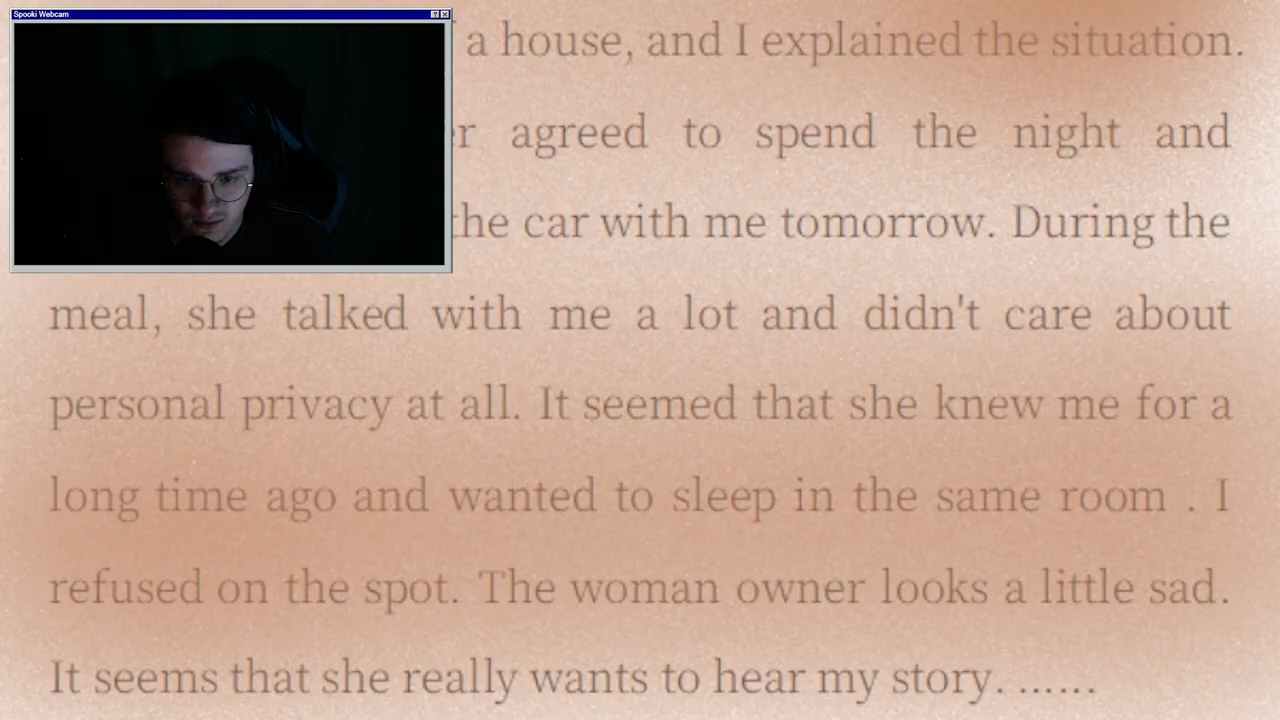 Spooki Webcam
a house, and I explained the situation.
agreed to spend the night and
the car with me tomorrow. During the
meal, she talked with me a lot and didn't care about
personal privacy at all. It seemed that she knew me for a
long time ago and wanted to sleep in the same room . I
refused on the spot. The woman owner looks a little sad.
It seems that she really wants to hear my story. ......